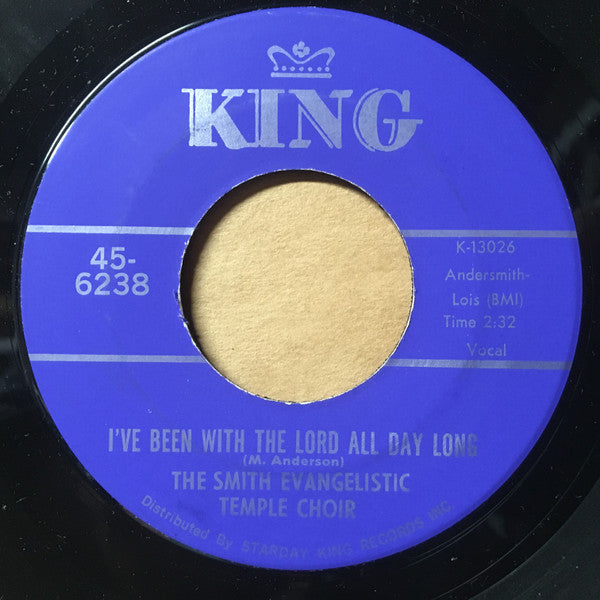 KING
45-
6238
K-13026
Andersmith-
Lois (BMI)
Time 2:32
Vocal
I'VE BEEN WITH THE LORD ALL DAY LONG
(M. Anderson)
THE SMITH EVANGELISTIC
TEMPLE CHOIR
Distributed By STARDAY KING RECORDS INC